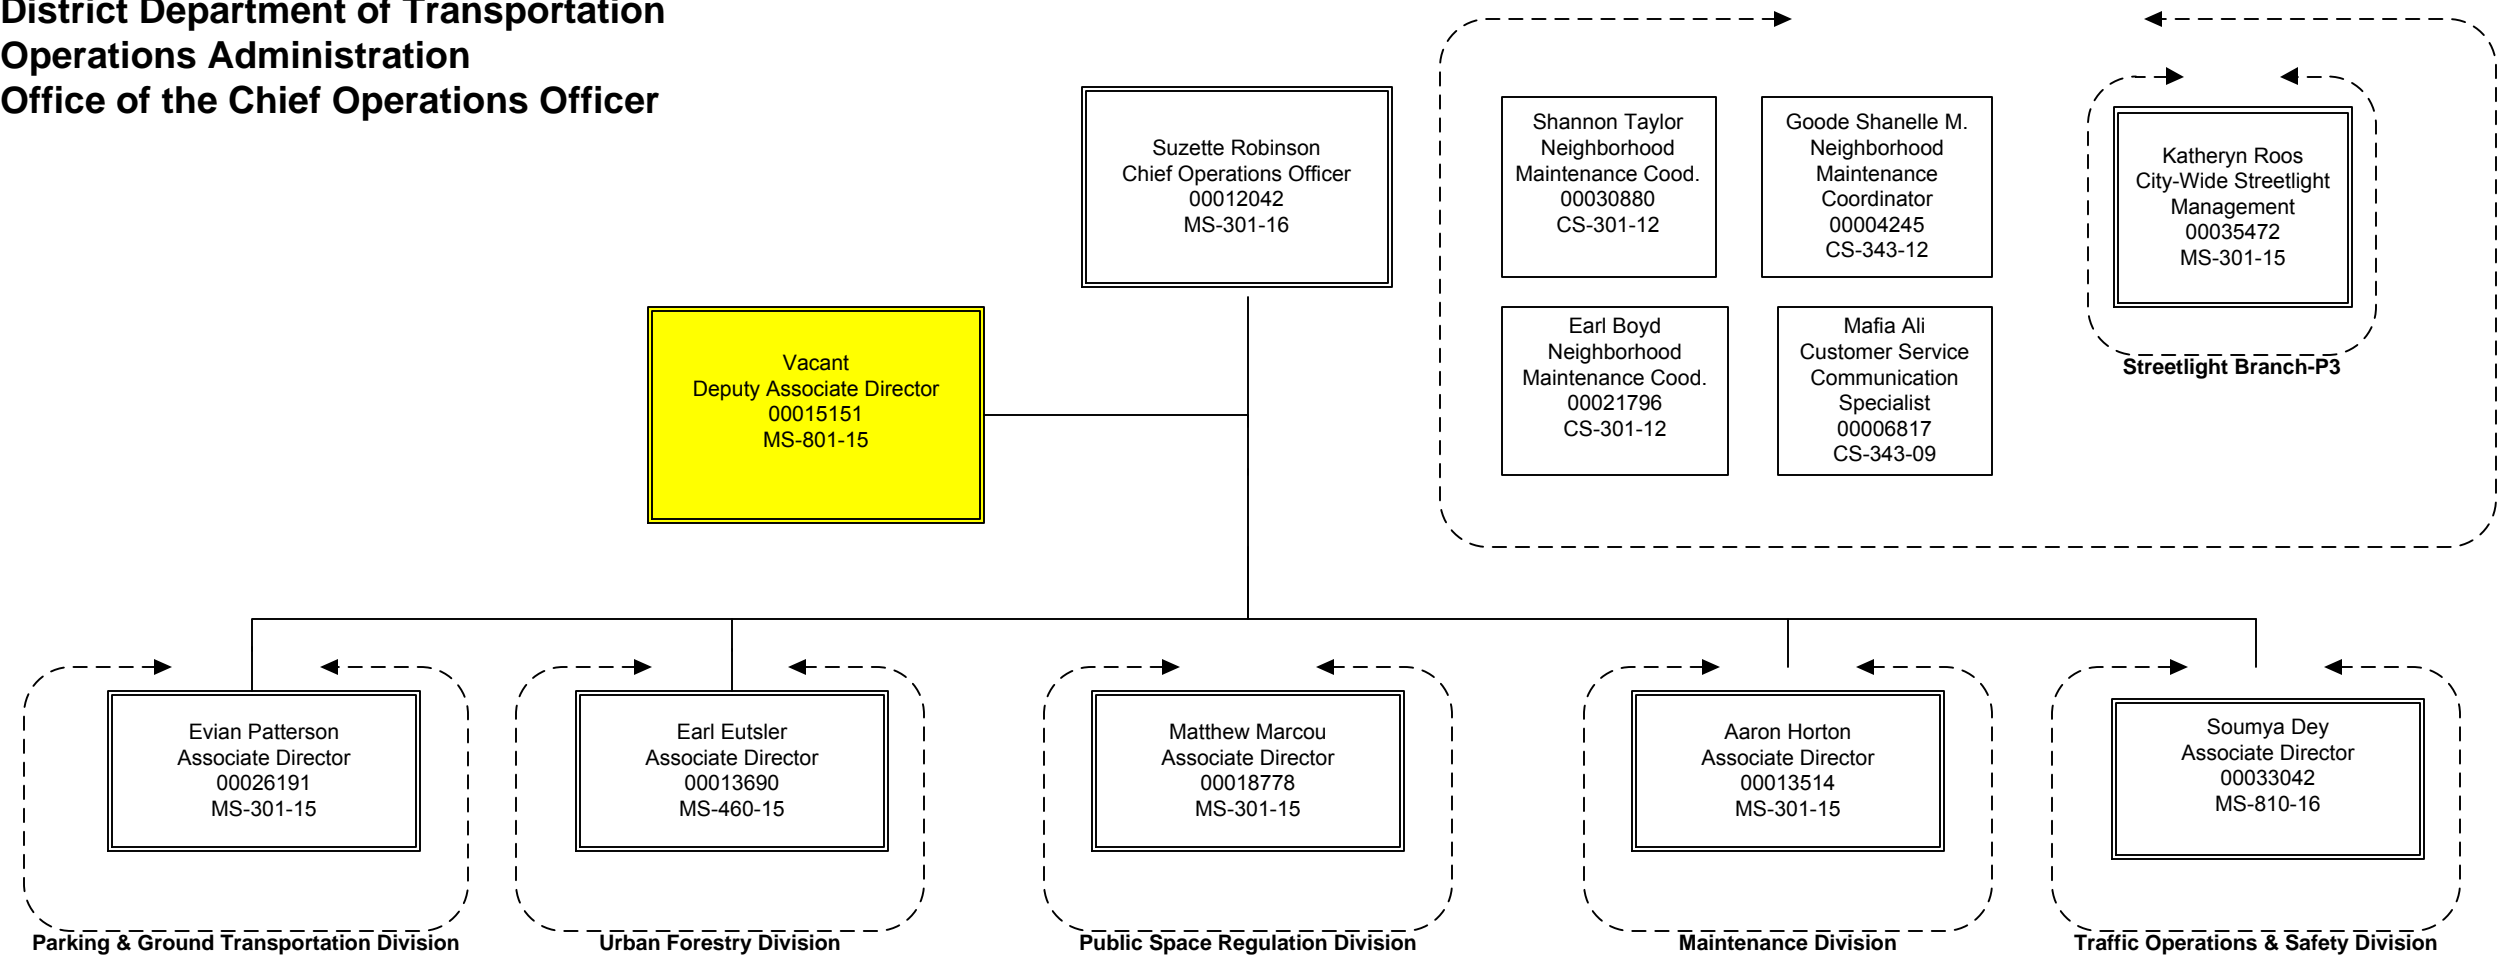 District Department of Transportation
Operations Administration
Office of the Chief Operations Officer
Suzette Robinson
Chief Operations Officer
00012042
MS-301-16
Shannon Taylor
Neighborhood
Maintenance Cood.
00030880
CS-301-12
Goode Shanelle M.
Neighborhood
Maintenance
Coordinator
00004245
CS-343-12
Katheryn Roos
City-Wide Streetlight
Management
00035472
MS-301-15
Streetlight Branch-P3
Vacant
Deputy Associate Director
00015151
MS-801-15
Earl Boyd
Neighborhood
Maintenance Cood.
00021796
CS-301-12
Mafia Ali
Customer Service
Communication
Specialist
00006817
CS-343-09
Evian Patterson
Associate Director
00026191
MS-301-15
Parking & Ground Transportation Division
Earl Eutsler
Associate Director
00013690
MS-460-15
Urban Forestry Division
Matthew Marcou
Associate Director
00018778
MS-301-15
Public Space Regulation Division
Aaron Horton
Associate Director
00013514
MS-301-15
Maintenance Division
Soumya Dey
Associate Director
00033042
MS-810-16
Traffic Operations & Safety Division